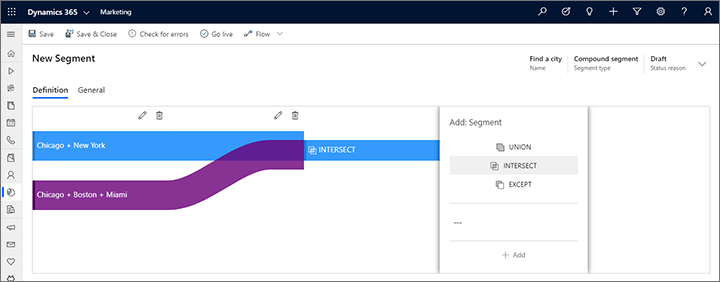 Dynamics 365
Marketing
Save
Save & Close
Check for errors
Go live
Flow
New Segment
Find a city
Name
Compound segment
Segment type
Draft
Status reason
Definition
General
Chicago + New York
INTERSECT
Chicago + Boston + Miami
Add: Segment
UNION
INTERSECT
EXCEPT
---
+ Add